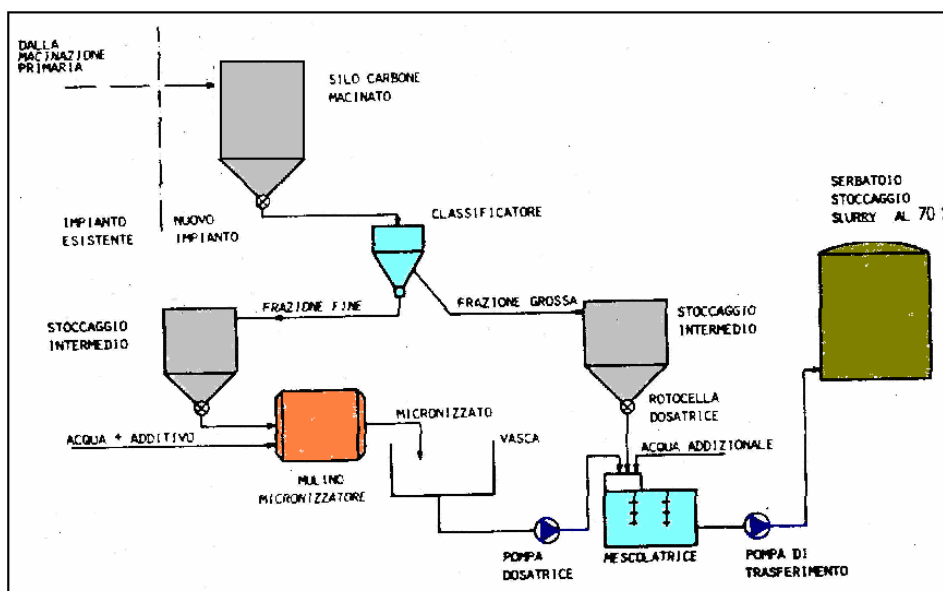 DALLA
MACINAZIONE
PRIMARIA
SILO CARBONE
MACINATO
SERBATOIO
STOCCAGGIO
SLURRY AL 70 %
IMPIANTO
ESISTENTE
NUOVO
IMPIANTO
CLASSIFICATORE
FRAZIONE FINE
FRAZIONE GROSSA
STOCCAGGIO
INTERMEDIO
STOCCAGGIO
INTERMEDIO
ROTOCELLA
DOSATRICE
MICRONIZZATO
ACQUA + ADDITIVO
VASCA
ACQUA ADDIZIONALE
MULINO
MICRONIZZATORE
POMPA
DOSATRICE
MESCOLATRICE
POMPA DI
TRASFERIMENTO